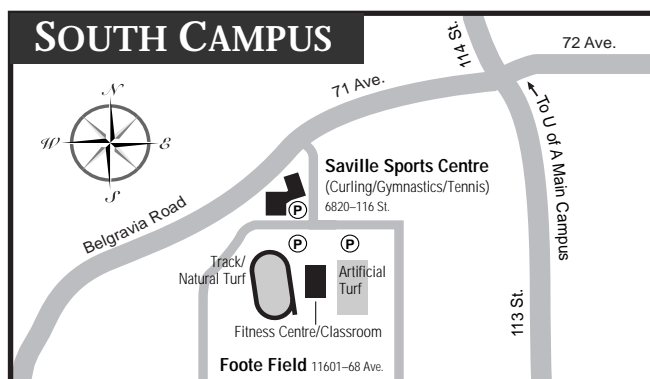 SOUTH CAMPUS
N
W E
S
114 St.
72 Ave.
71 Ave.
To U of A Main Campus
Belgravia Road
Saville Sports Centre
(Curling/Gymnastics/Tennis)
6820–116 St.
P
P P
Track/
Natural Turf
Artificial
Turf
Fitness Centre/Classroom
113 St.
Foote Field 11601–68 Ave.